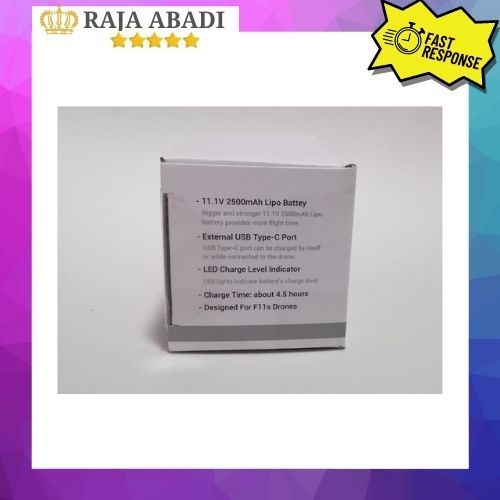 RAJA ABADI
FAST
RESPONSE
- 11.1V 2500mAh Lipo Battey
Bigger and stronger 11.1V 2500mAh Lipo
battery provides more flight time.
- External USB Type-C Port
USB Type-C port can be charged by itself
or while connected to the drone.
- LED Charge Level Indicator
LED lights indicate battery's charge level.
- Charge Time: about 4.5 hours
- Designed For F11s Drones